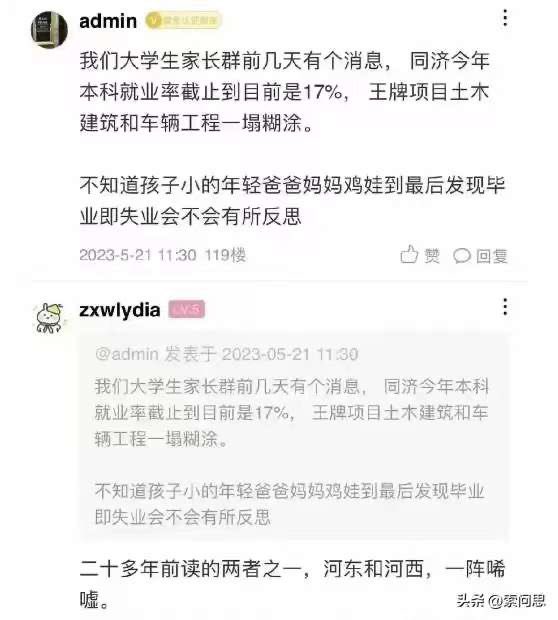 admin
我们大学生家长群前几天有个消息， 同济今年
本科就业率截止到目前是17%， 王牌项目土木
建筑和车辆工程一塌糊涂。
不知道孩子小的年轻爸爸妈妈鸡娃到最后发现毕
业即失业会不会有所反思
2023-5-21 11:30 119楼
赞 回复
zxwlydia LV.5
@admin 发表于 2023-05-21 11:30
我们大学生家长群前几天有个消息， 同济今年本科
就业率截止到目前是17%， 王牌项目土木建筑和车
辆工程一塌糊涂。
不知道孩子小的年轻爸爸妈妈鸡娃到最后发现毕业
即失业会不会有所反思
二十多年前读的两者之一，河东和河西，一阵唏
嘘。
头条 @索问思